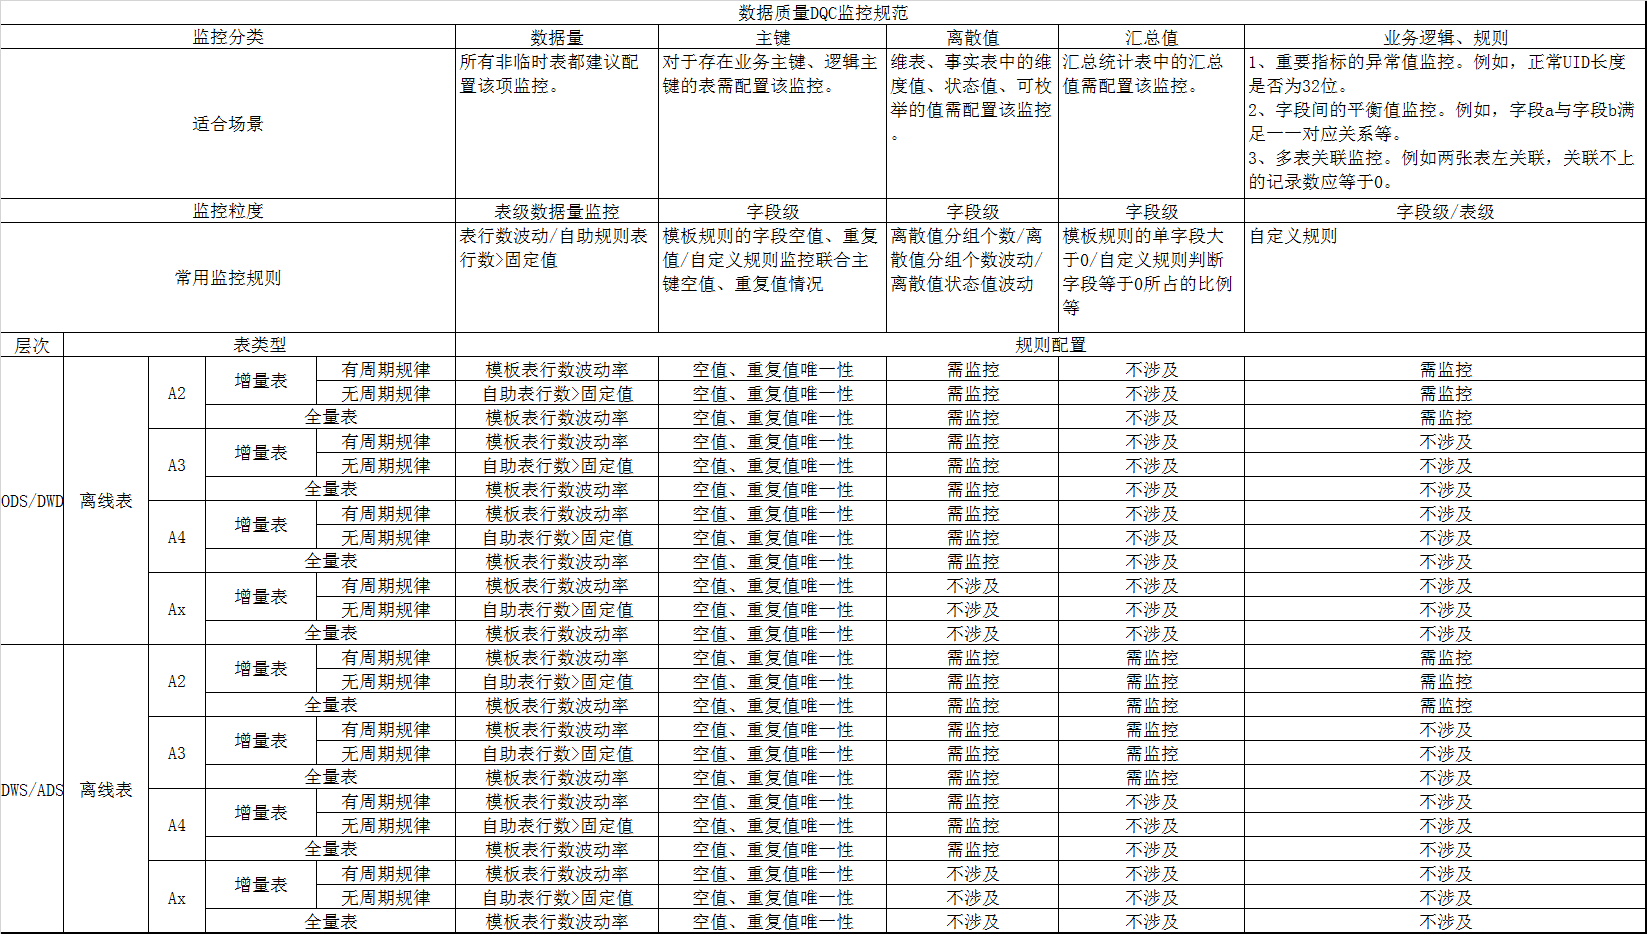 数据质量DQC监控规范
监控分类 数据量 主键 离散值 汇总值 业务逻辑、规则
适合场景
所有非临时表都建议配
置该项监控。
对于存在业务主键、逻辑主
键的表需配置该监控。
维表、事实表中的维
度值、状态值、可枚
举的值需配置该监控
。
汇总统计表中的汇总
值需配置该监控。
1、重要指标的异常值监控。例如，正常UID长度
是否为32位。
2、字段间的平衡值监控。例如，字段a与字段b满
足一一对应关系等。
3、多表关联监控。例如两张表左关联，关联不上
的记录数应等于0。
监控粒度 表级数据量监控 字段级 字段级 字段级 字段级/表级
常用监控规则
表行数波动/自助规则表
行数>固定值
模板规则的字段空值、重复
值/自定义规则监控联合主
键空值、重复值情况
离散值分组个数/离
散值分组个数波动/
离散值状态值波动
模板规则的单字段大
于0/自定义规则判断
字段等于0所占的比例
等
自定义规则
层次 表类型 规则配置
ODS/DWD 离线表
A2 增量表 有周期规律 模板表行数波动率 空值、重复值唯一性 需监控 不涉及 需监控
无周期规律 自助表行数>固定值 空值、重复值唯一性 需监控 不涉及 需监控
全量表 模板表行数波动率 空值、重复值唯一性 需监控 不涉及 需监控
A3 增量表 有周期规律 模板表行数波动率 空值、重复值唯一性 需监控 不涉及 不涉及
无周期规律 自助表行数>固定值 空值、重复值唯一性 需监控 不涉及 不涉及
全量表 模板表行数波动率 空值、重复值唯一性 需监控 不涉及 不涉及
A4 增量表 有周期规律 模板表行数波动率 空值、重复值唯一性 需监控 不涉及 不涉及
无周期规律 自助表行数>固定值 空值、重复值唯一性 需监控 不涉及 不涉及
全量表 模板表行数波动率 空值、重复值唯一性 需监控 不涉及 不涉及
Ax 增量表 有周期规律 模板表行数波动率 空值、重复值唯一性 不涉及 不涉及 不涉及
无周期规律 自助表行数>固定值 空值、重复值唯一性 不涉及 不涉及 不涉及
全量表 模板表行数波动率 空值、重复值唯一性 不涉及 不涉及 不涉及
DWS/ADS 离线表
A2 增量表 有周期规律 模板表行数波动率 空值、重复值唯一性 需监控 需监控 需监控
无周期规律 自助表行数>固定值 空值、重复值唯一性 需监控 需监控 需监控
全量表 模板表行数波动率 空值、重复值唯一性 需监控 需监控 需监控
A3 增量表 有周期规律 模板表行数波动率 空值、重复值唯一性 需监控 需监控 不涉及
无周期规律 自助表行数>固定值 空值、重复值唯一性 需监控 需监控 不涉及
全量表 模板表行数波动率 空值、重复值唯一性 需监控 需监控 不涉及
A4 增量表 有周期规律 模板表行数波动率 空值、重复值唯一性 需监控 不涉及 不涉及
无周期规律 自助表行数>固定值 空值、重复值唯一性 需监控 不涉及 不涉及
全量表 模板表行数波动率 空值、重复值唯一性 需监控 不涉及 不涉及
Ax 增量表 有周期规律 模板表行数波动率 空值、重复值唯一性 不涉及 不涉及 不涉及
无周期规律 自助表行数>固定值 空值、重复值唯一性 不涉及 不涉及 不涉及
全量表 模板表行数波动率 空值、重复值唯一性 不涉及 不涉及 不涉及